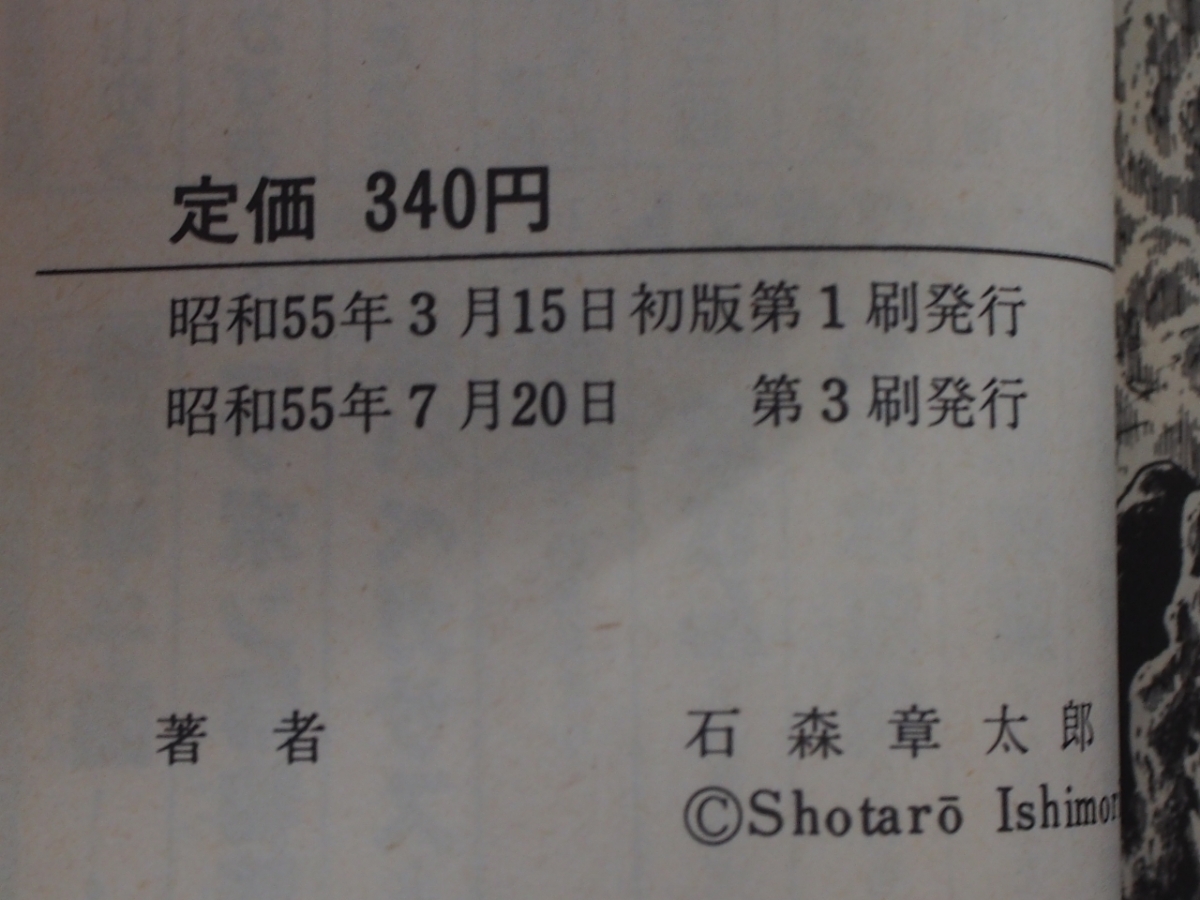 定価 340円
昭和55年3月15日初版第1刷発行
昭和55年7月20日 第3刷発行
著者 石森章太郎
©Shotarō Ishimor